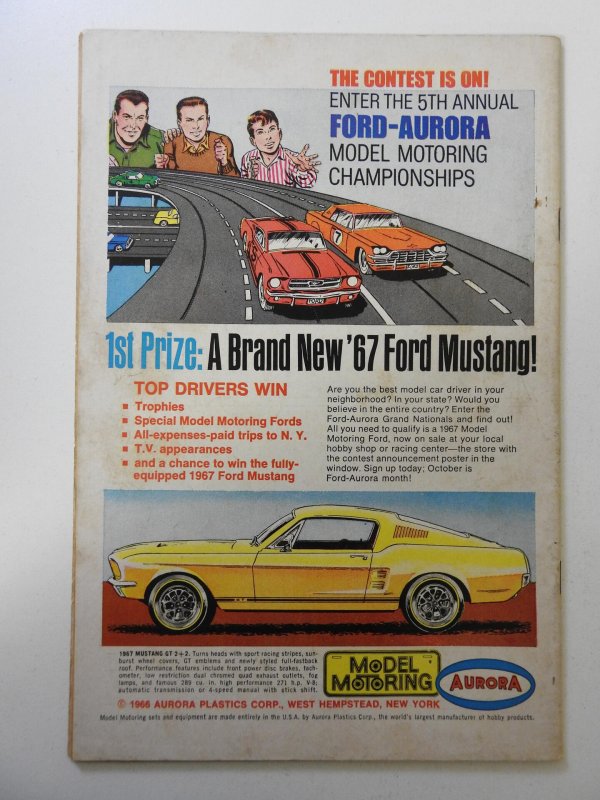 THE CONTEST IS ON!
ENTER THE 5TH ANNUAL
FORD-AURORA
MODEL MOTORING
CHAMPIONSHIPS
7
1st Prize: A Brand New '67 Ford Mustang!
TOP DRIVERS WIN
■ Trophies
■ Special Model Motoring Fords
■ All-expenses-paid trips to N. Y.
■ T.V. appearances
■ and a chance to win the fully-
equipped 1967 Ford Mustang
Are you the best model car driver in your
neighborhood? In your state? Would you
believe in the entire country? Enter the
Ford-Aurora Grand Nationals and find out!
All you need to qualify is a 1967 Model
Motoring Ford, now on sale at your local
hobby shop or racing center—the store with
the contest announcement poster in the
window. Sign up today; October is
Ford-Aurora month!
1967 MUSTANG GT 2+2. Turns heads with sport racing stripes, sun-
burst wheel covers, GT emblems and newly styled full-fastback
roof. Performance features include front power disc brakes, tach-
ometer, low restriction dual chromed quad exhaust outlets, fog
lamps, and famous 289 cu. in. high performance 271 h.p. V-8;
automatic transmission or 4-speed manual with stick shift.
MODEL
MOTORING
AURORA
© 1966 AURORA PLASTICS CORP., WEST HEMPSTEAD, NEW YORK
Model Motoring sets and equipment are made entirely in the U.S.A. by Aurora Plastics Corp., the world's largest manufacturer of hobby products.